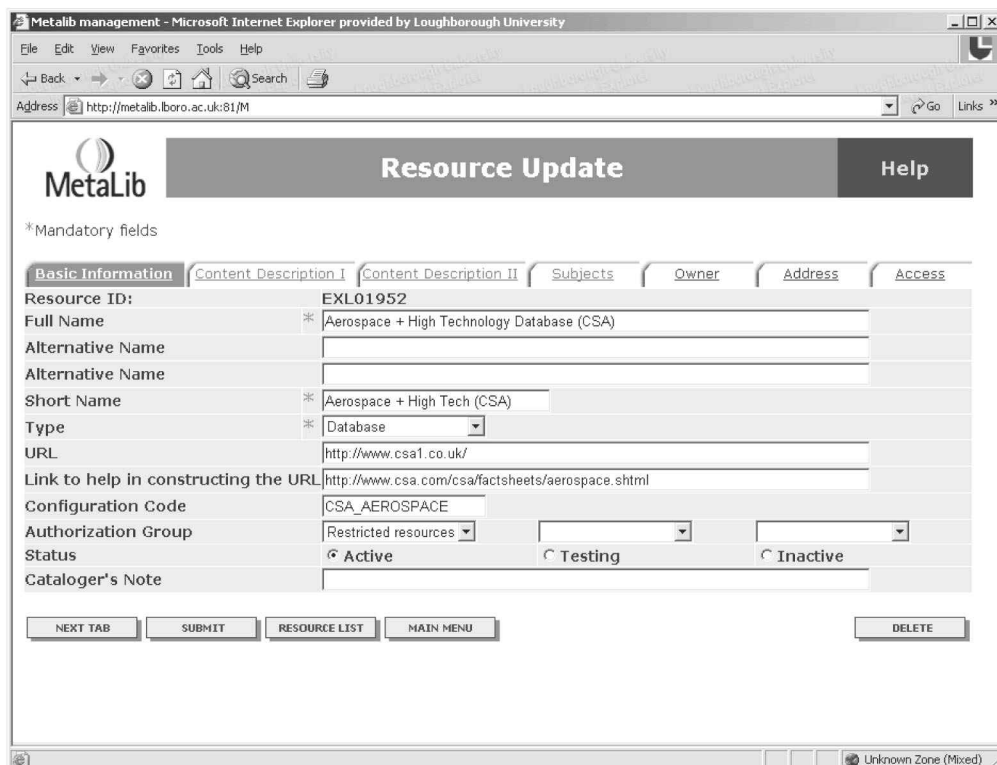 Metalib management - Microsoft Internet Explorer provided by Loughborough University
File Edit View Favorites Tools Help
Back Search
Address http://metalib.lboro.ac.uk:81/M Go Links »
MetaLib Resource Update Help
*Mandatory fields
Basic Information Content Description I Content Description II Subjects Owner Address Access
Resource ID: EXL01952
Full Name * Aerospace + High Technology Database (CSA)
Alternative Name
Alternative Name
Short Name * Aerospace + High Tech (CSA)
Type * Database
URL http://www.csa1.co.uk/
Link to help in constructing the URL http://www.csa.com/csa/factsheets/aerospace.shtml
Configuration Code CSA_AEROSPACE
Authorization Group Restricted resources
Status Active Testing Inactive
Cataloger's Note
NEXT TAB SUBMIT RESOURCE LIST MAIN MENU DELETE
Unknown Zone (Mixed)